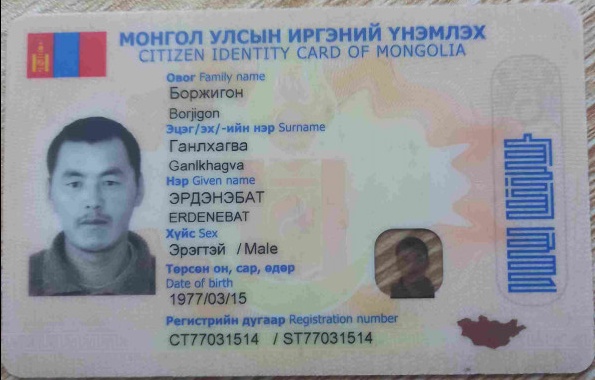 МОНГОЛ УЛСЫН ИРГЭНИЙ ҮНЭМЛЭХ
CITIZEN IDENTITY CARD OF MONGOLIA
Овог Family name
Боржигон
Borjigon
Эцэг/эх/-ийн нэр Surname
Ганлхагва
Ganlkhagva
Нэр Given name
ЭРДЭНЭБАТ
ERDENEBAT
Хүйс Sex
Эрэгтэй / Male
Төрсөн он, сар, өдөр
Date of birth
1977/03/15
Регистрийн дугаар Registration number
СТ77031514 / ST77031514